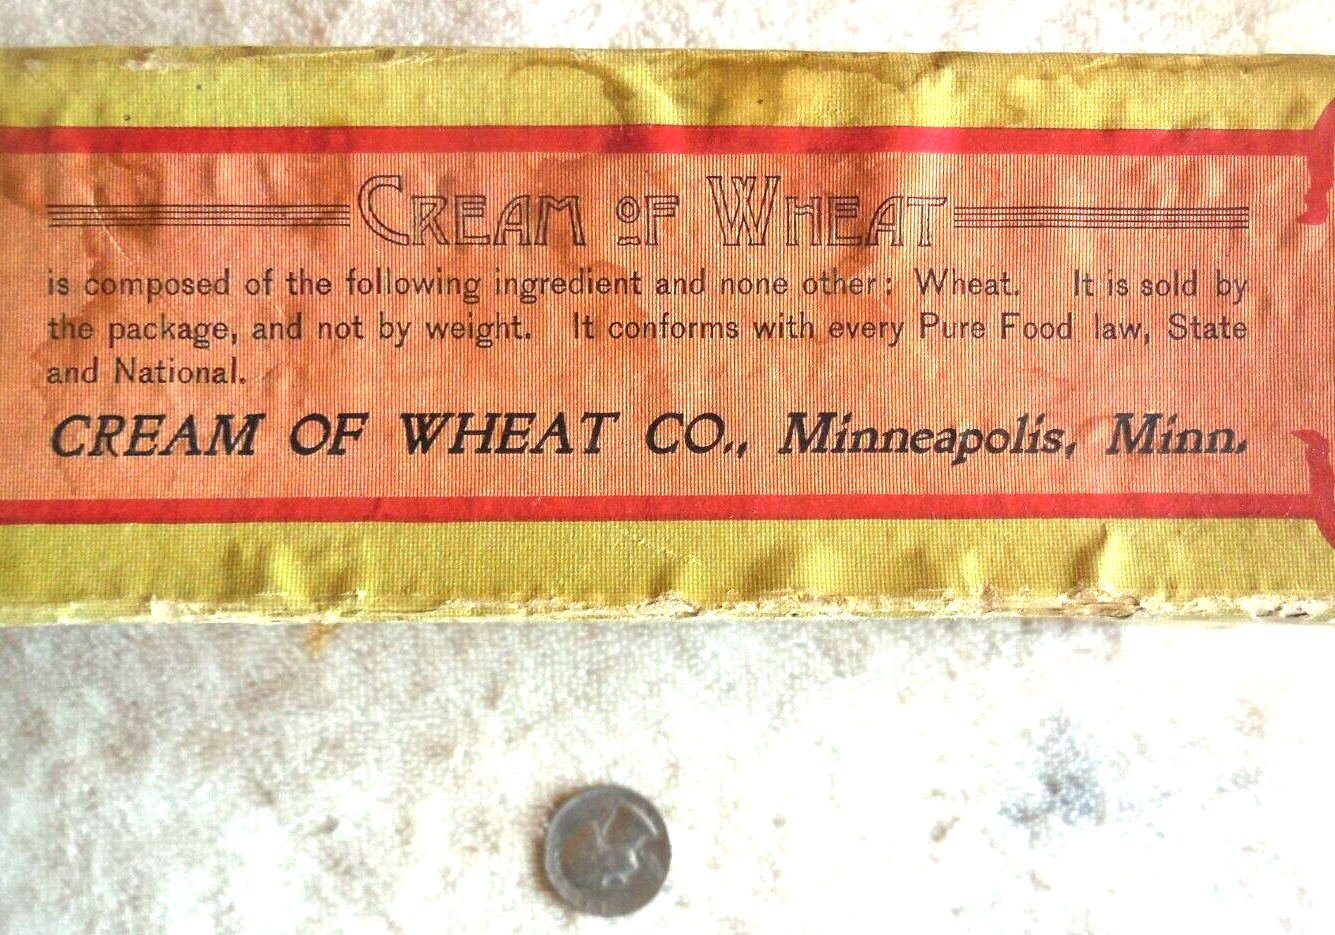 CREAM OF WHEAT
is composed of the following ingredient and none other: Wheat. It is sold by
the package, and not by weight. It conforms with every Pure Food law, State
and National.
CREAM OF WHEAT CO., Minneapolis, Minn.